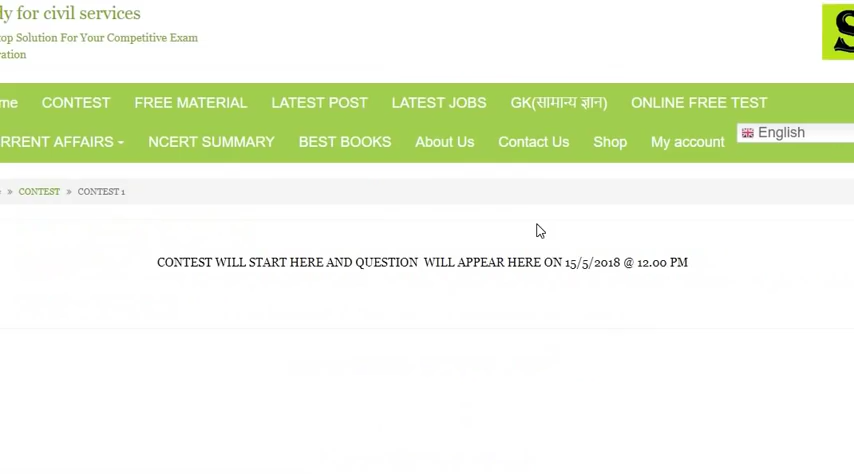 dy for civil services
top Solution For Your Competitive Exam
ration
me CONTEST FREE MATERIAL LATEST POST LATEST JOBS GK(सामान्य ज्ञान) ONLINE FREE TEST
RRENT AFFAIRS NCERT SUMMARY BEST BOOKS About Us Contact Us Shop My account English
» CONTEST » CONTEST 1
CONTEST WILL START HERE AND QUESTION WILL APPEAR HERE ON 15/5/2018 @ 12.00 PM